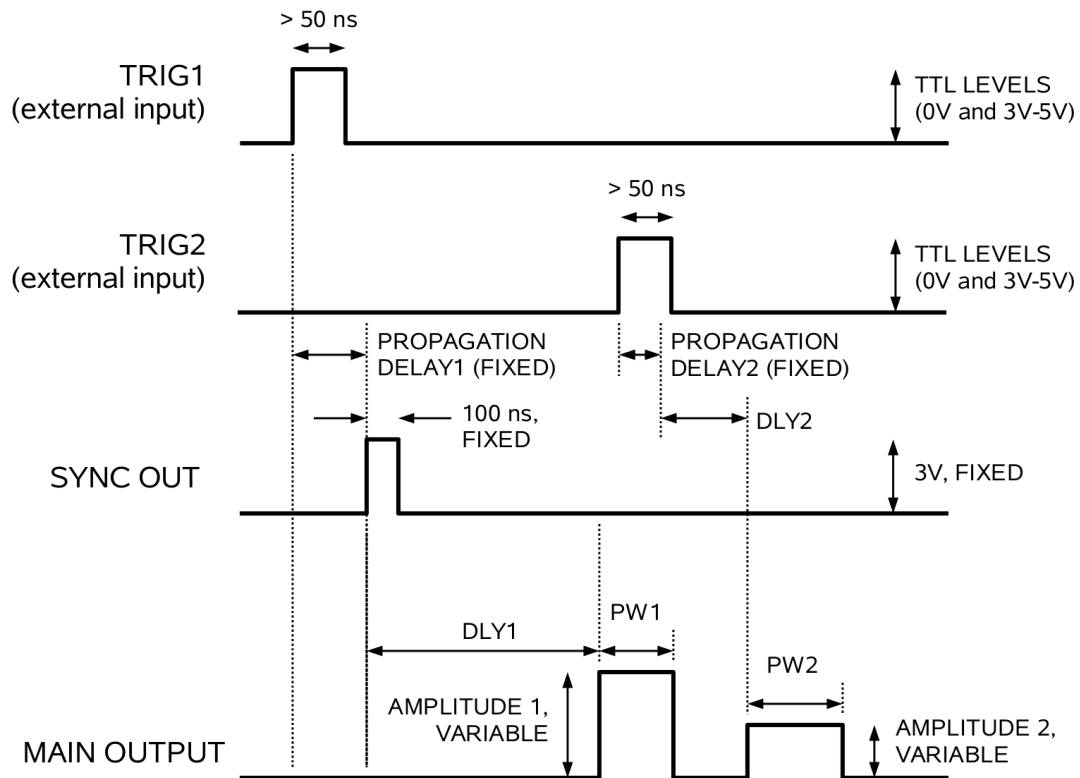 > 50 ns
TRIG1
(external input)
TTL LEVELS
(0V and 3V-5V)
> 50 ns
TRIG2
(external input)
TTL LEVELS
(0V and 3V-5V)
PROPAGATION
DELAY1 (FIXED)
PROPAGATION
DELAY2 (FIXED)
100 ns,
FIXED
DLY2
SYNC OUT
3V, FIXED
PW1
DLY1
PW2
AMPLITUDE 1,
VARIABLE
AMPLITUDE 2,
VARIABLE
MAIN OUTPUT